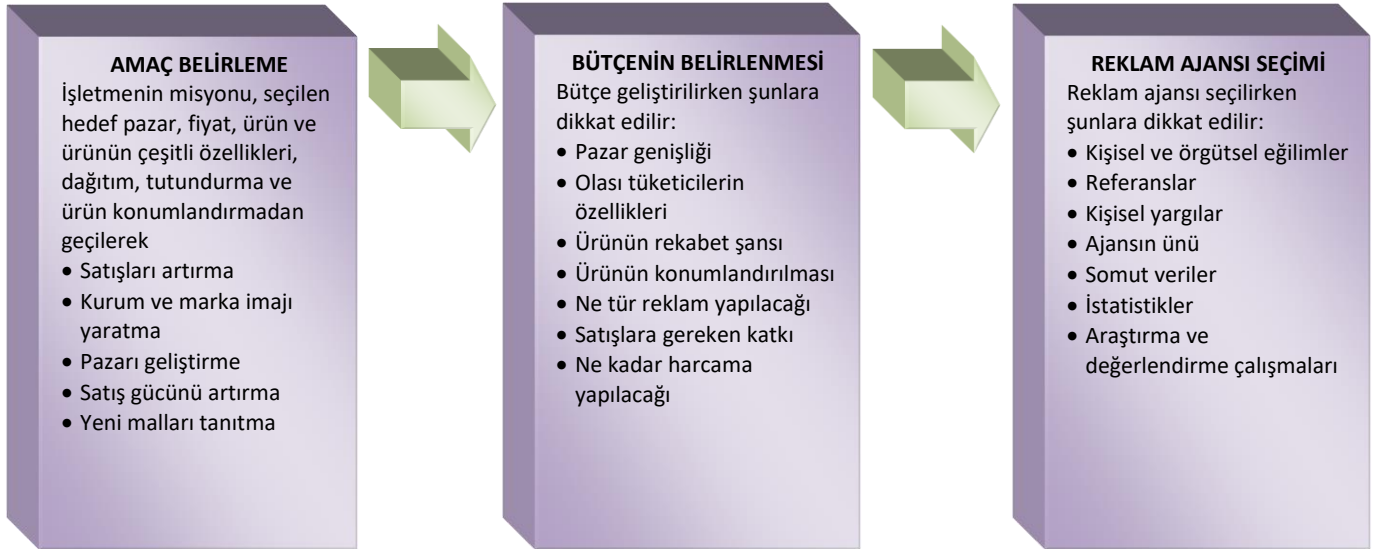 AMAÇ BELİRLEME
İşletmenin misyonu, seçilen
hedef pazar, fiyat, ürün ve
ürünün çeşitli özellikleri,
dağıtım, tutundurma ve
ürün konumlandırmadan
geçilerek
• Satışları artırma
• Kurum ve marka imajı
yaratma
• Pazarı geliştirme
• Satış gücünü artırma
• Yeni malları tanıtma
BÜTÇENİN BELİRLENMESİ
Bütçe geliştirilirken şunlara
dikkat edilir:
• Pazar genişliği
• Olası tüketicilerin
özellikleri
• Ürünün rekabet şansı
• Ürünün konumlandırılması
• Ne tür reklam yapılacağı
• Satışlara gereken katkı
• Ne kadar harcama
yapılacağı
REKLAM AJANSI SEÇİMİ
Reklam ajansı seçilirken
şunlara dikkat edilir:
• Kişisel ve örgütsel eğilimler
• Referanslar
• Kişisel yargılar
• Ajansın ünü
• Somut veriler
• İstatistikler
• Araştırma ve
değerlendirme çalışmaları